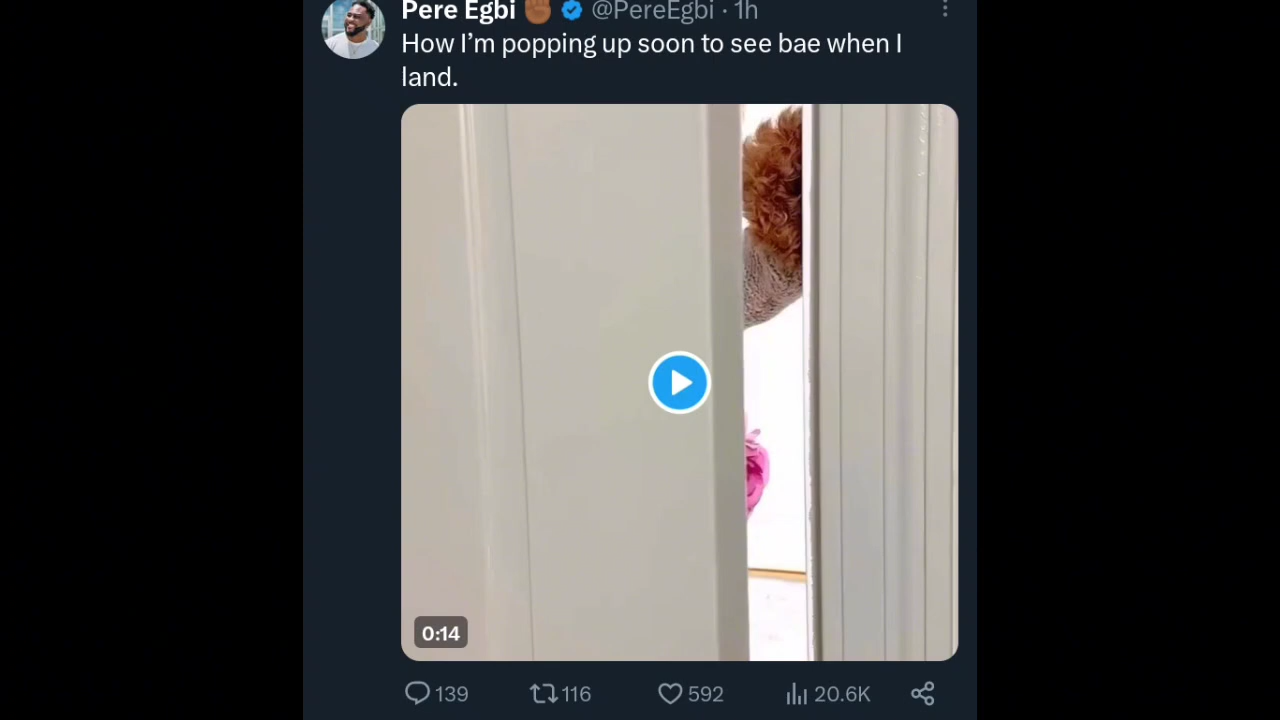 Pere Egbi ✊🏾 @PereEgbi · 1h
How I’m popping up soon to see bae when I
land.
0:14
139 116 592 20.6K